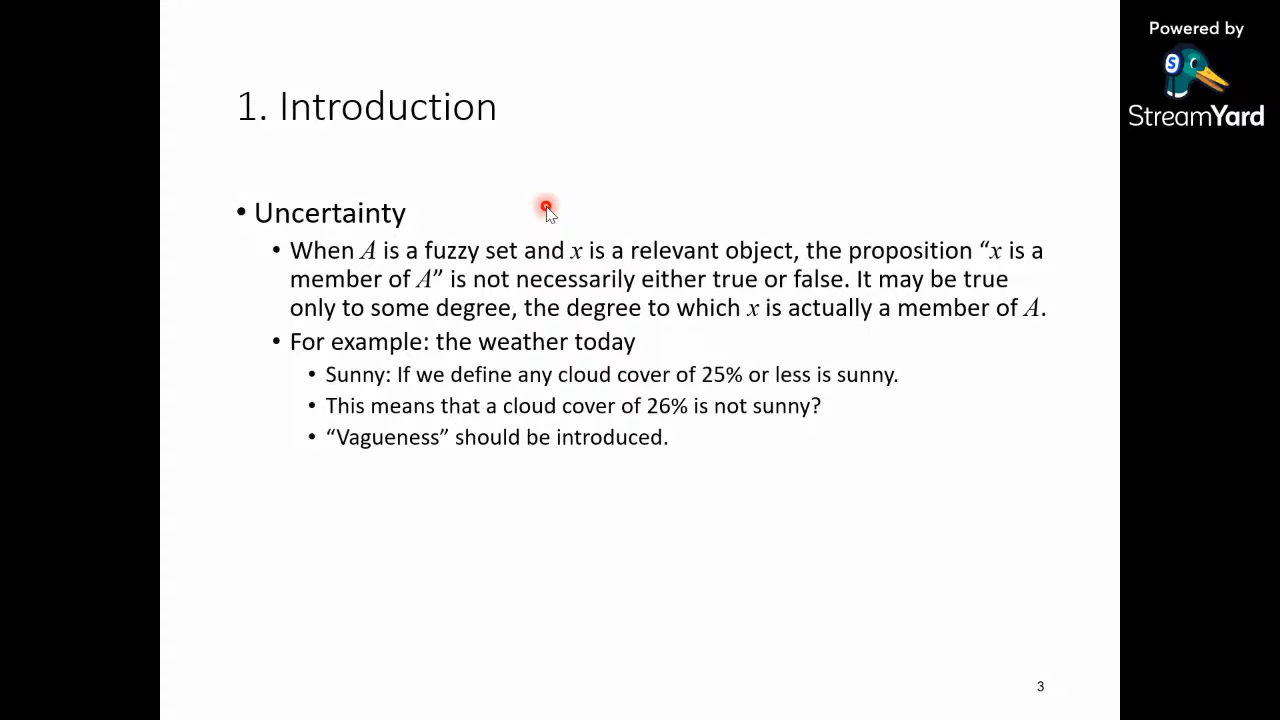 Powered by
StreamYard
1. Introduction
• Uncertainty
• When A is a fuzzy set and x is a relevant object, the proposition “x is a
member of A” is not necessarily either true or false. It may be true
only to some degree, the degree to which x is actually a member of A.
• For example: the weather today
• Sunny: If we define any cloud cover of 25% or less is sunny.
• This means that a cloud cover of 26% is not sunny?
• “Vagueness” should be introduced.
3